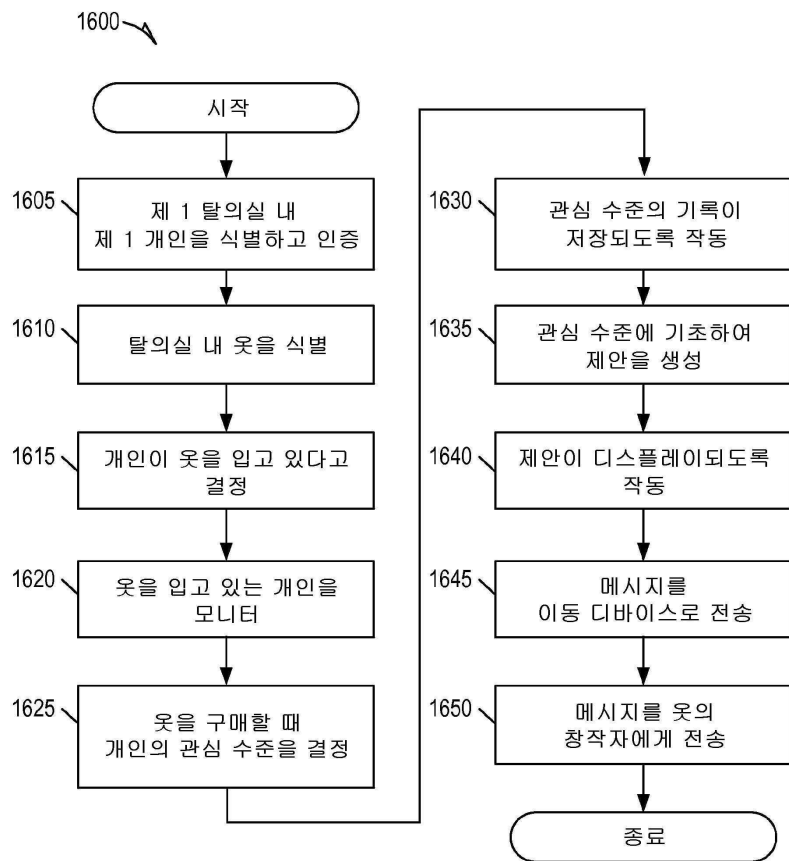 1600
시작
1605
제 1 탈의실 내
제 1 개인을 식별하고 인증
1610
탈의실 내 옷을 식별
1615
개인이 옷을 입고 있다고
결정
1620
옷을 입고 있는 개인을
모니터
1625
옷을 구매할 때
개인의 관심 수준을 결정
1630
관심 수준의 기록이
저장되도록 작동
1635
관심 수준에 기초하여
제안을 생성
1640
제안이 디스플레이되도록
작동
1645
메시지를
이동 디바이스로 전송
1650
메시지를 옷의
창작자에게 전송
종료